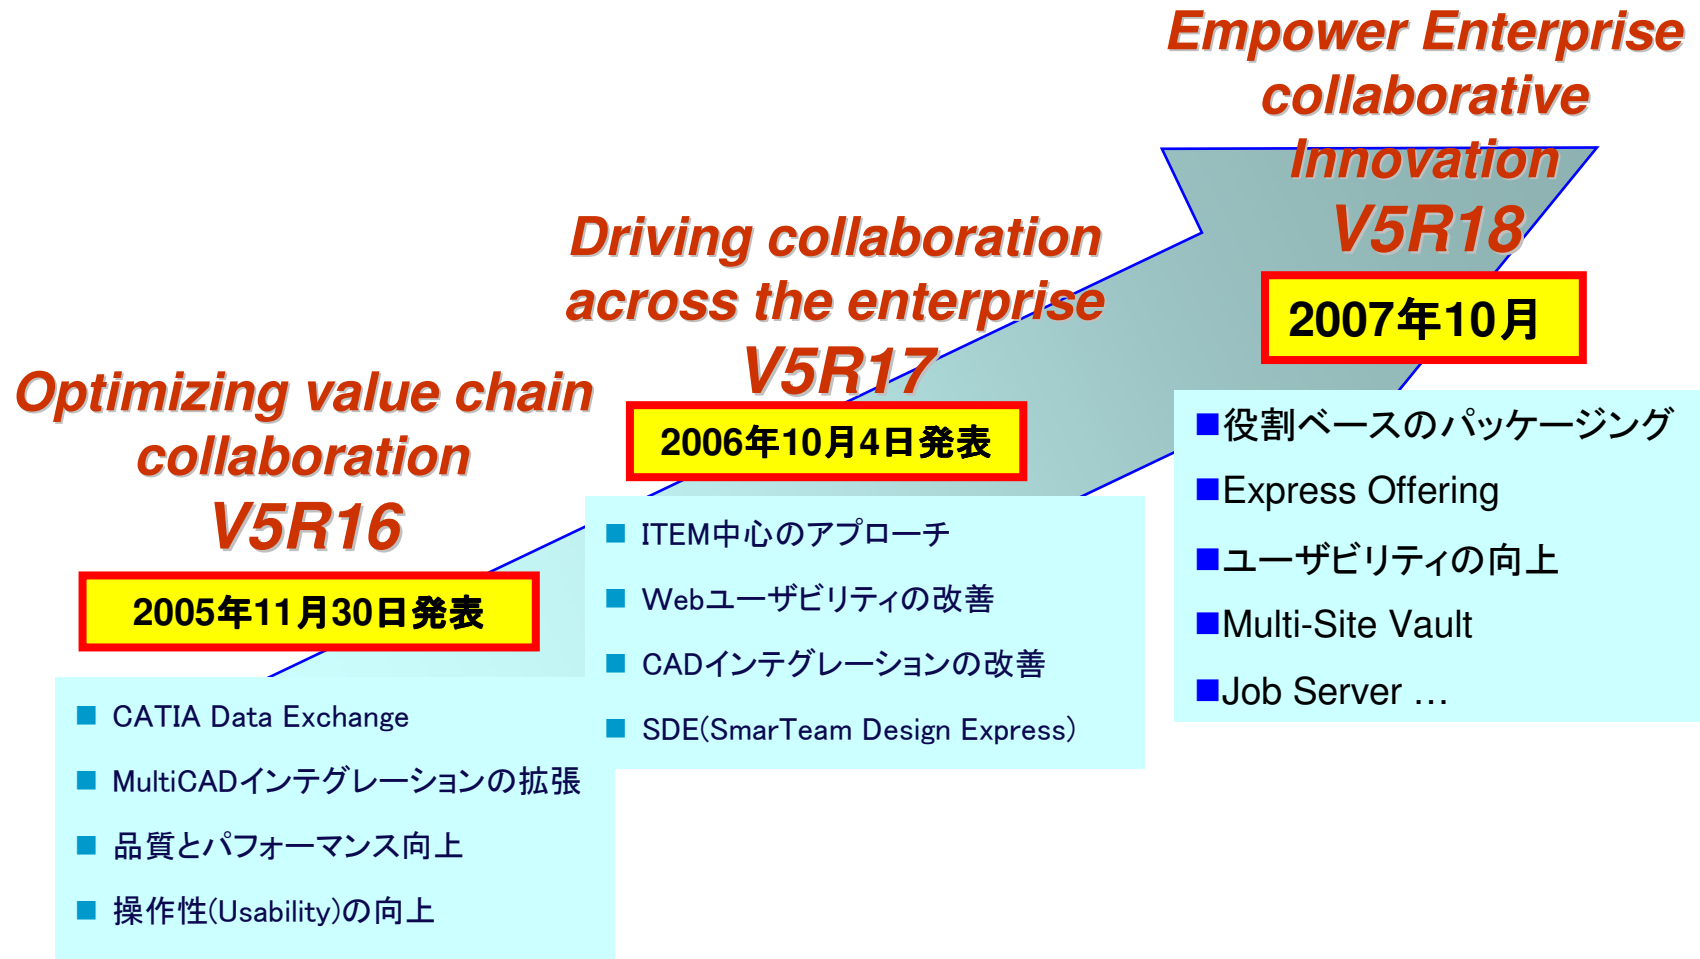 Optimizing value chain
collaboration
V5R16
2005年11月30日発表
CATIA Data Exchange
MultiCADインテグレーションの拡張
品質とパフォーマンス向上
操作性(Usability)の向上
Driving collaboration
across the enterprise
V5R17
2006年10月4日発表
ITEM中心のアプローチ
Webユーザビリティの改善
CADインテグレーションの改善
SDE(SmarTeam Design Express)
Empower Enterprise
collaborative
Innovation
V5R18
2007年10月
役割ベースのパッケージング
Express Offering
ユーザビリティの向上
Multi-Site Vault
Job Server …